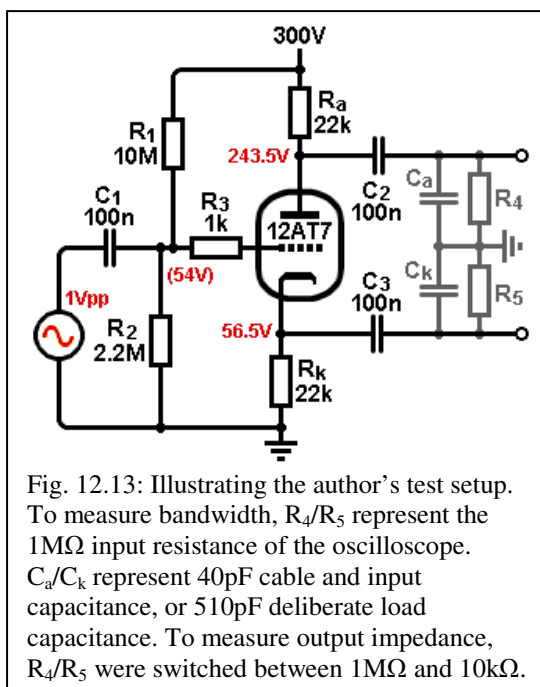 300V
Ra
22k
R1
10M
243.5V
C1
100n
R3
1k
C2
100n
Ca
R4
12AT7
(54V)
1Vpp
R2
2.2M
Ck
R5
C3
100n
56.5V
Rk
22k
Fig. 12.13: Illustrating the author's test setup.
To measure bandwidth, R4/R5 represent the
1MΩ input resistance of the oscilloscope.
Ca/Ck represent 40pF cable and input
capacitance, or 510pF deliberate load
capacitance. To measure output impedance,
R4/R5 were switched between 1MΩ and 10kΩ.